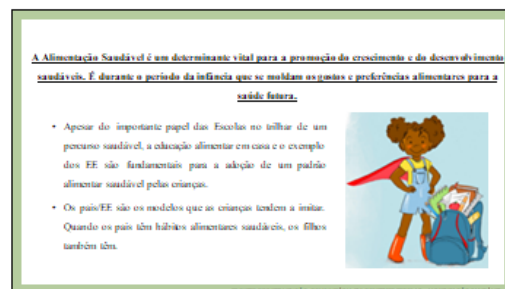 A Alimentação Saudável é um determinante vital para a promoção do crescimento e do desenvolvimento
saudáveis. É durante o período da infância que se moldam os gostos e preferências alimentares para a
saúde futura.
• Apesar do importante papel das Escolas no trilhar de um
percurso saudável, a educação alimentar em casa e o exemplo
dos EE são fundamentais para a adoção de um padrão
alimentar saudável pelas crianças.
• Os pais/EE são os modelos que as crianças tendem a imitar.
Quando os pais têm hábitos alimentares saudáveis, os filhos
também têm.